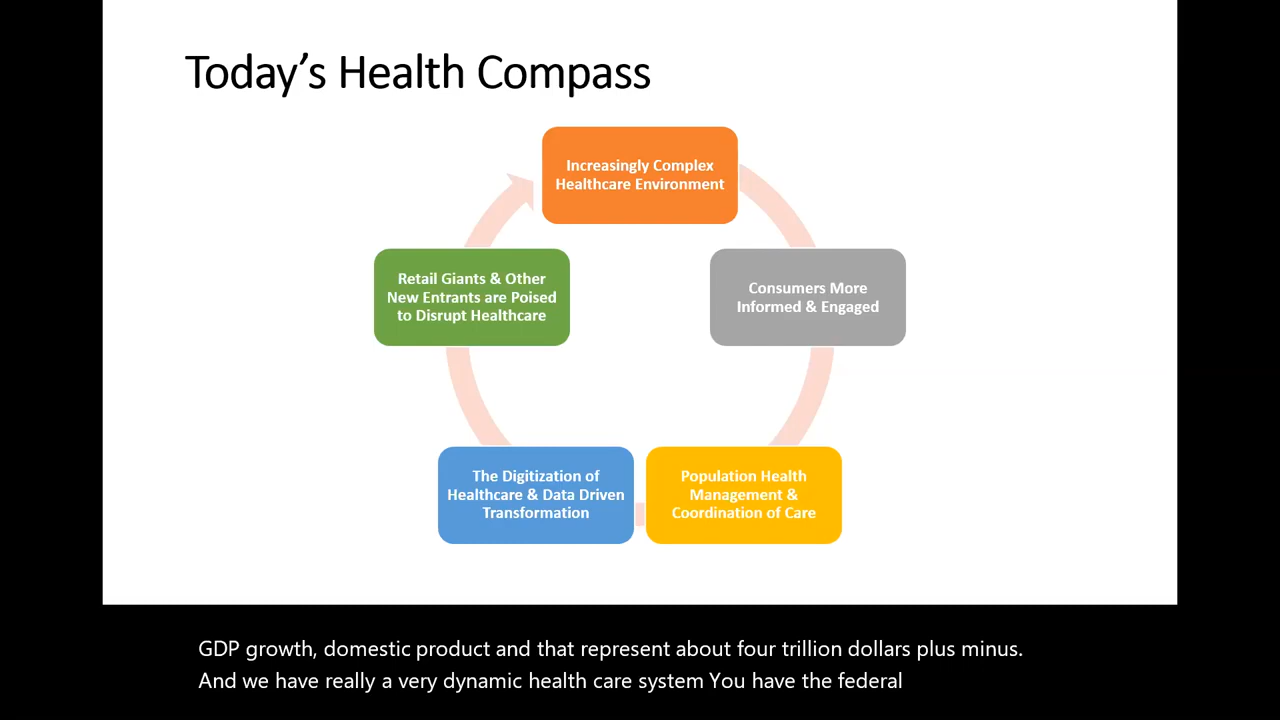 Today’s Health Compass
Increasingly Complex
Healthcare Environment
Consumers More
Informed & Engaged
Population Health
Management &
Coordination of Care
The Digitization of
Healthcare & Data Driven
Transformation
Retail Giants & Other
New Entrants are Poised
to Disrupt Healthcare
GDP growth, domestic product and that represent about four trillion dollars plus minus.
And we have really a very dynamic health care system You have the federal